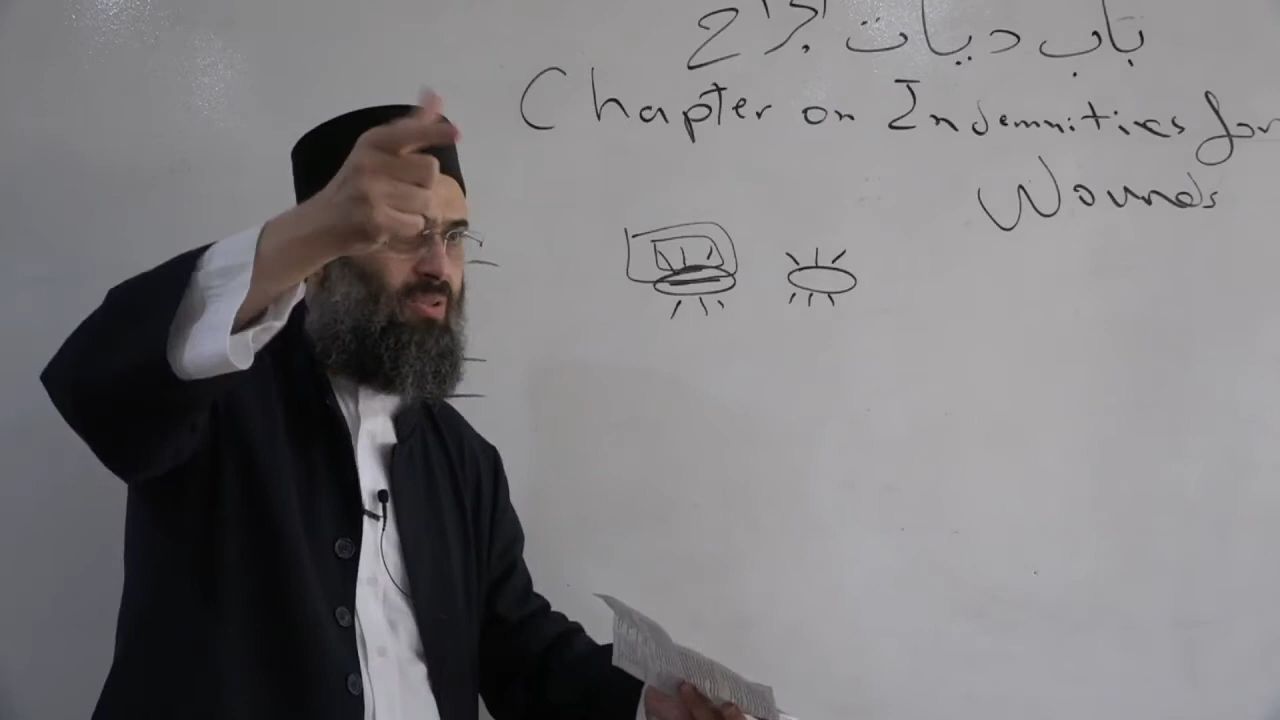 باب ديات الجراح
Chapter on Indemnities for
Wounds